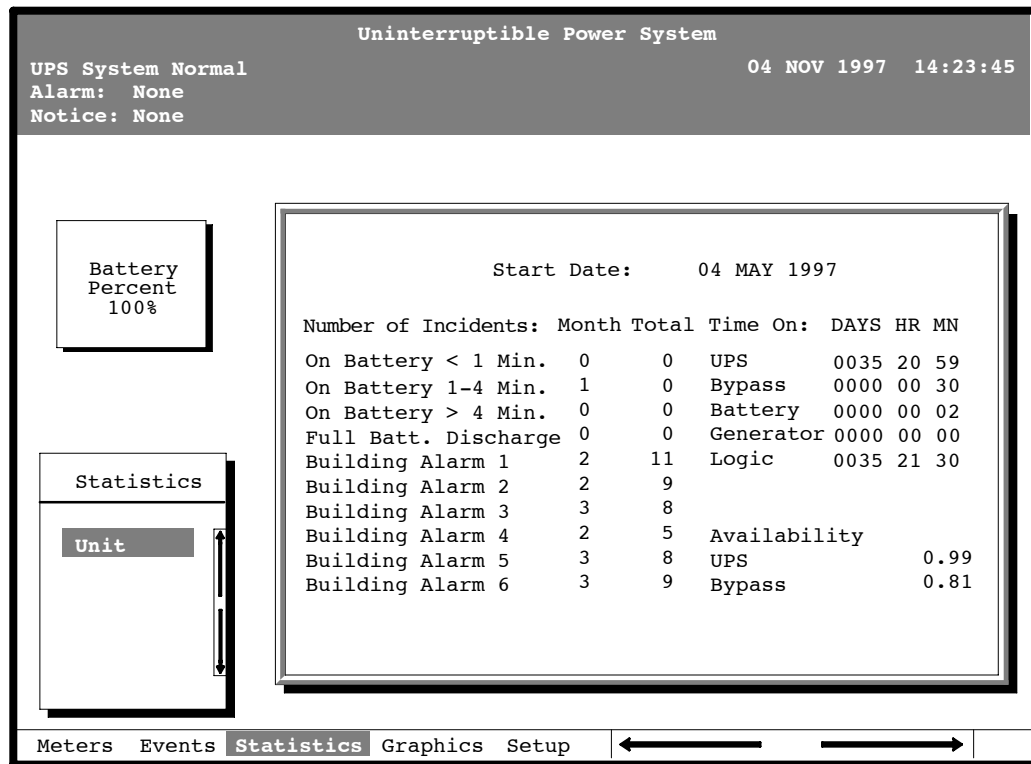 Uninterruptible Power System
UPS System Normal 04 NOV 1997 14:23:45
Alarm: None
Notice: None
Battery
Percent
100%
Start Date: 04 MAY 1997
Number of Incidents: Month Total Time On: DAYS HR MN
On Battery < 1 Min. 0 0 UPS 0035 20 59
On Battery 1-4 Min. 1 0 Bypass 0000 00 30
On Battery > 4 Min. 0 0 Battery 0000 00 02
Full Batt. Discharge 0 0 Generator 0000 00 00
Building Alarm 1 2 11 Logic 0035 21 30
Building Alarm 2 2 9
Building Alarm 3 3 8
Building Alarm 4 2 5 Availability
Building Alarm 5 3 8 UPS 0.99
Building Alarm 6 3 9 Bypass 0.81
Statistics
Unit
Meters Events Statistics Graphics Setup